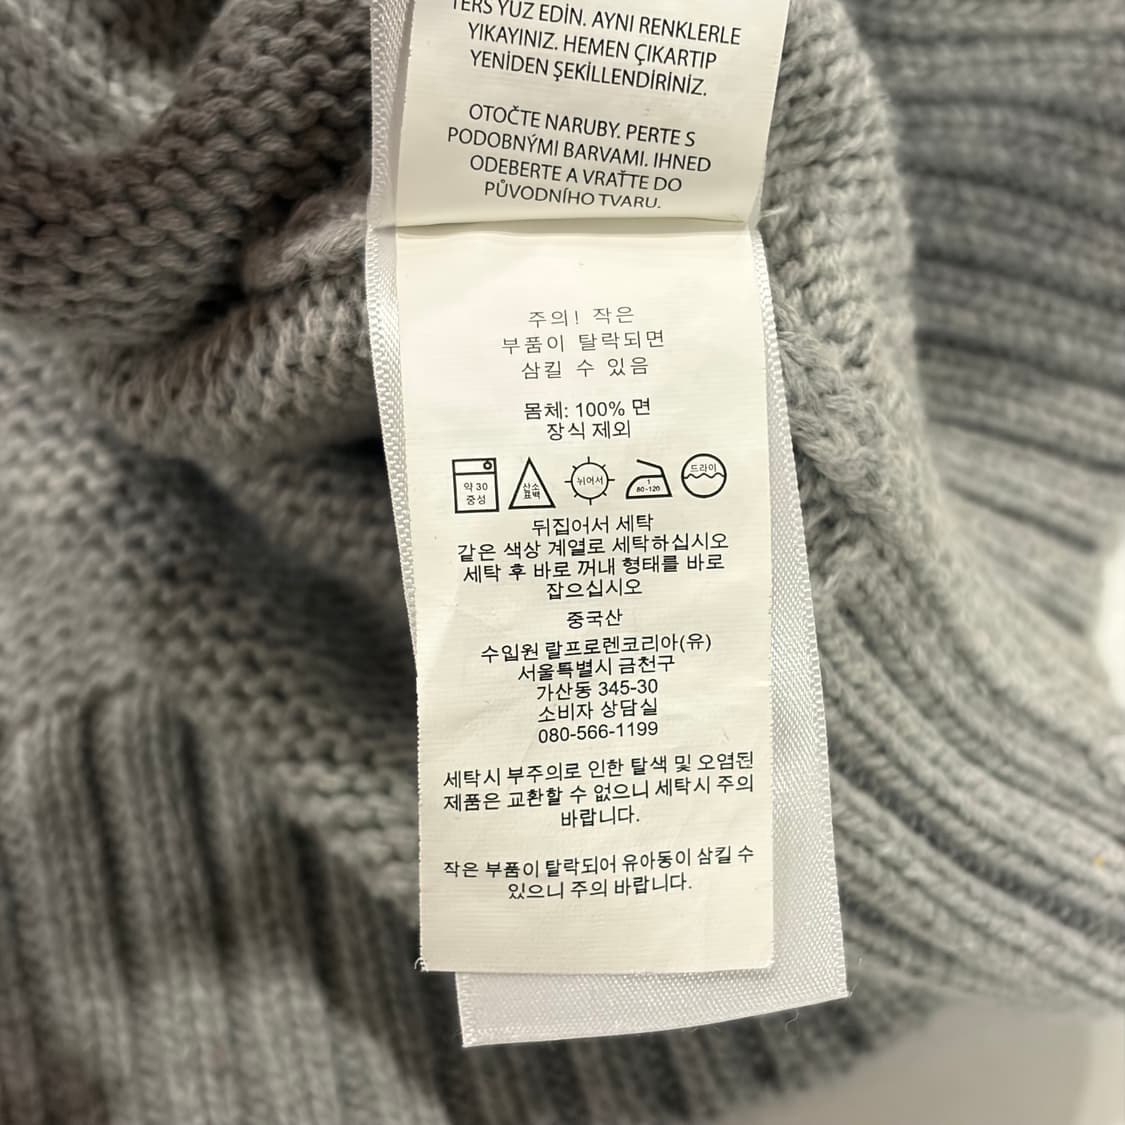 TERS YÜZ EDİN. AYNI RENKLERLE
YIKAYINIZ. HEMEN ÇIKARTIP
YENİDEN ŞEKİLLENDİRİNİZ.
OTOČTE NARUBY. PERTE S
PODOBNÝMI BARVAMI. IHNED
ODEBERTE A VRAŤTE DO
PŮVODNÍHO TVARU.
주의! 작은
부품이 탈락되면
삼킬 수 있음
몸체: 100% 면
장식 제외
약 30
중성
산소
표백
뉘어서
1
80-120
드라이
뒤집어서 세탁
같은 색상 계열로 세탁하십시오
세탁 후 바로 꺼내 형태를 바로
잡으십시오
중국산
수입원 랄프로렌코리아(유)
서울특별시 금천구
가산동 345-30
소비자 상담실
080-566-1199
세탁시 부주의로 인한 탈색 및 오염된
제품은 교환할 수 없으니 세탁시 주의
바랍니다.
작은 부품이 탈락되어 유아동이 삼킬 수
있으니 주의 바랍니다.